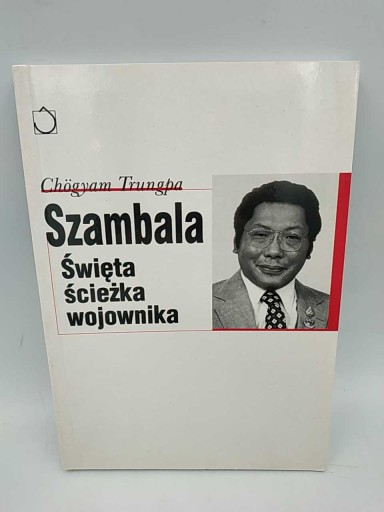 Chögyam Trungpa
Szambala
Święta
ścieżka
wojownika